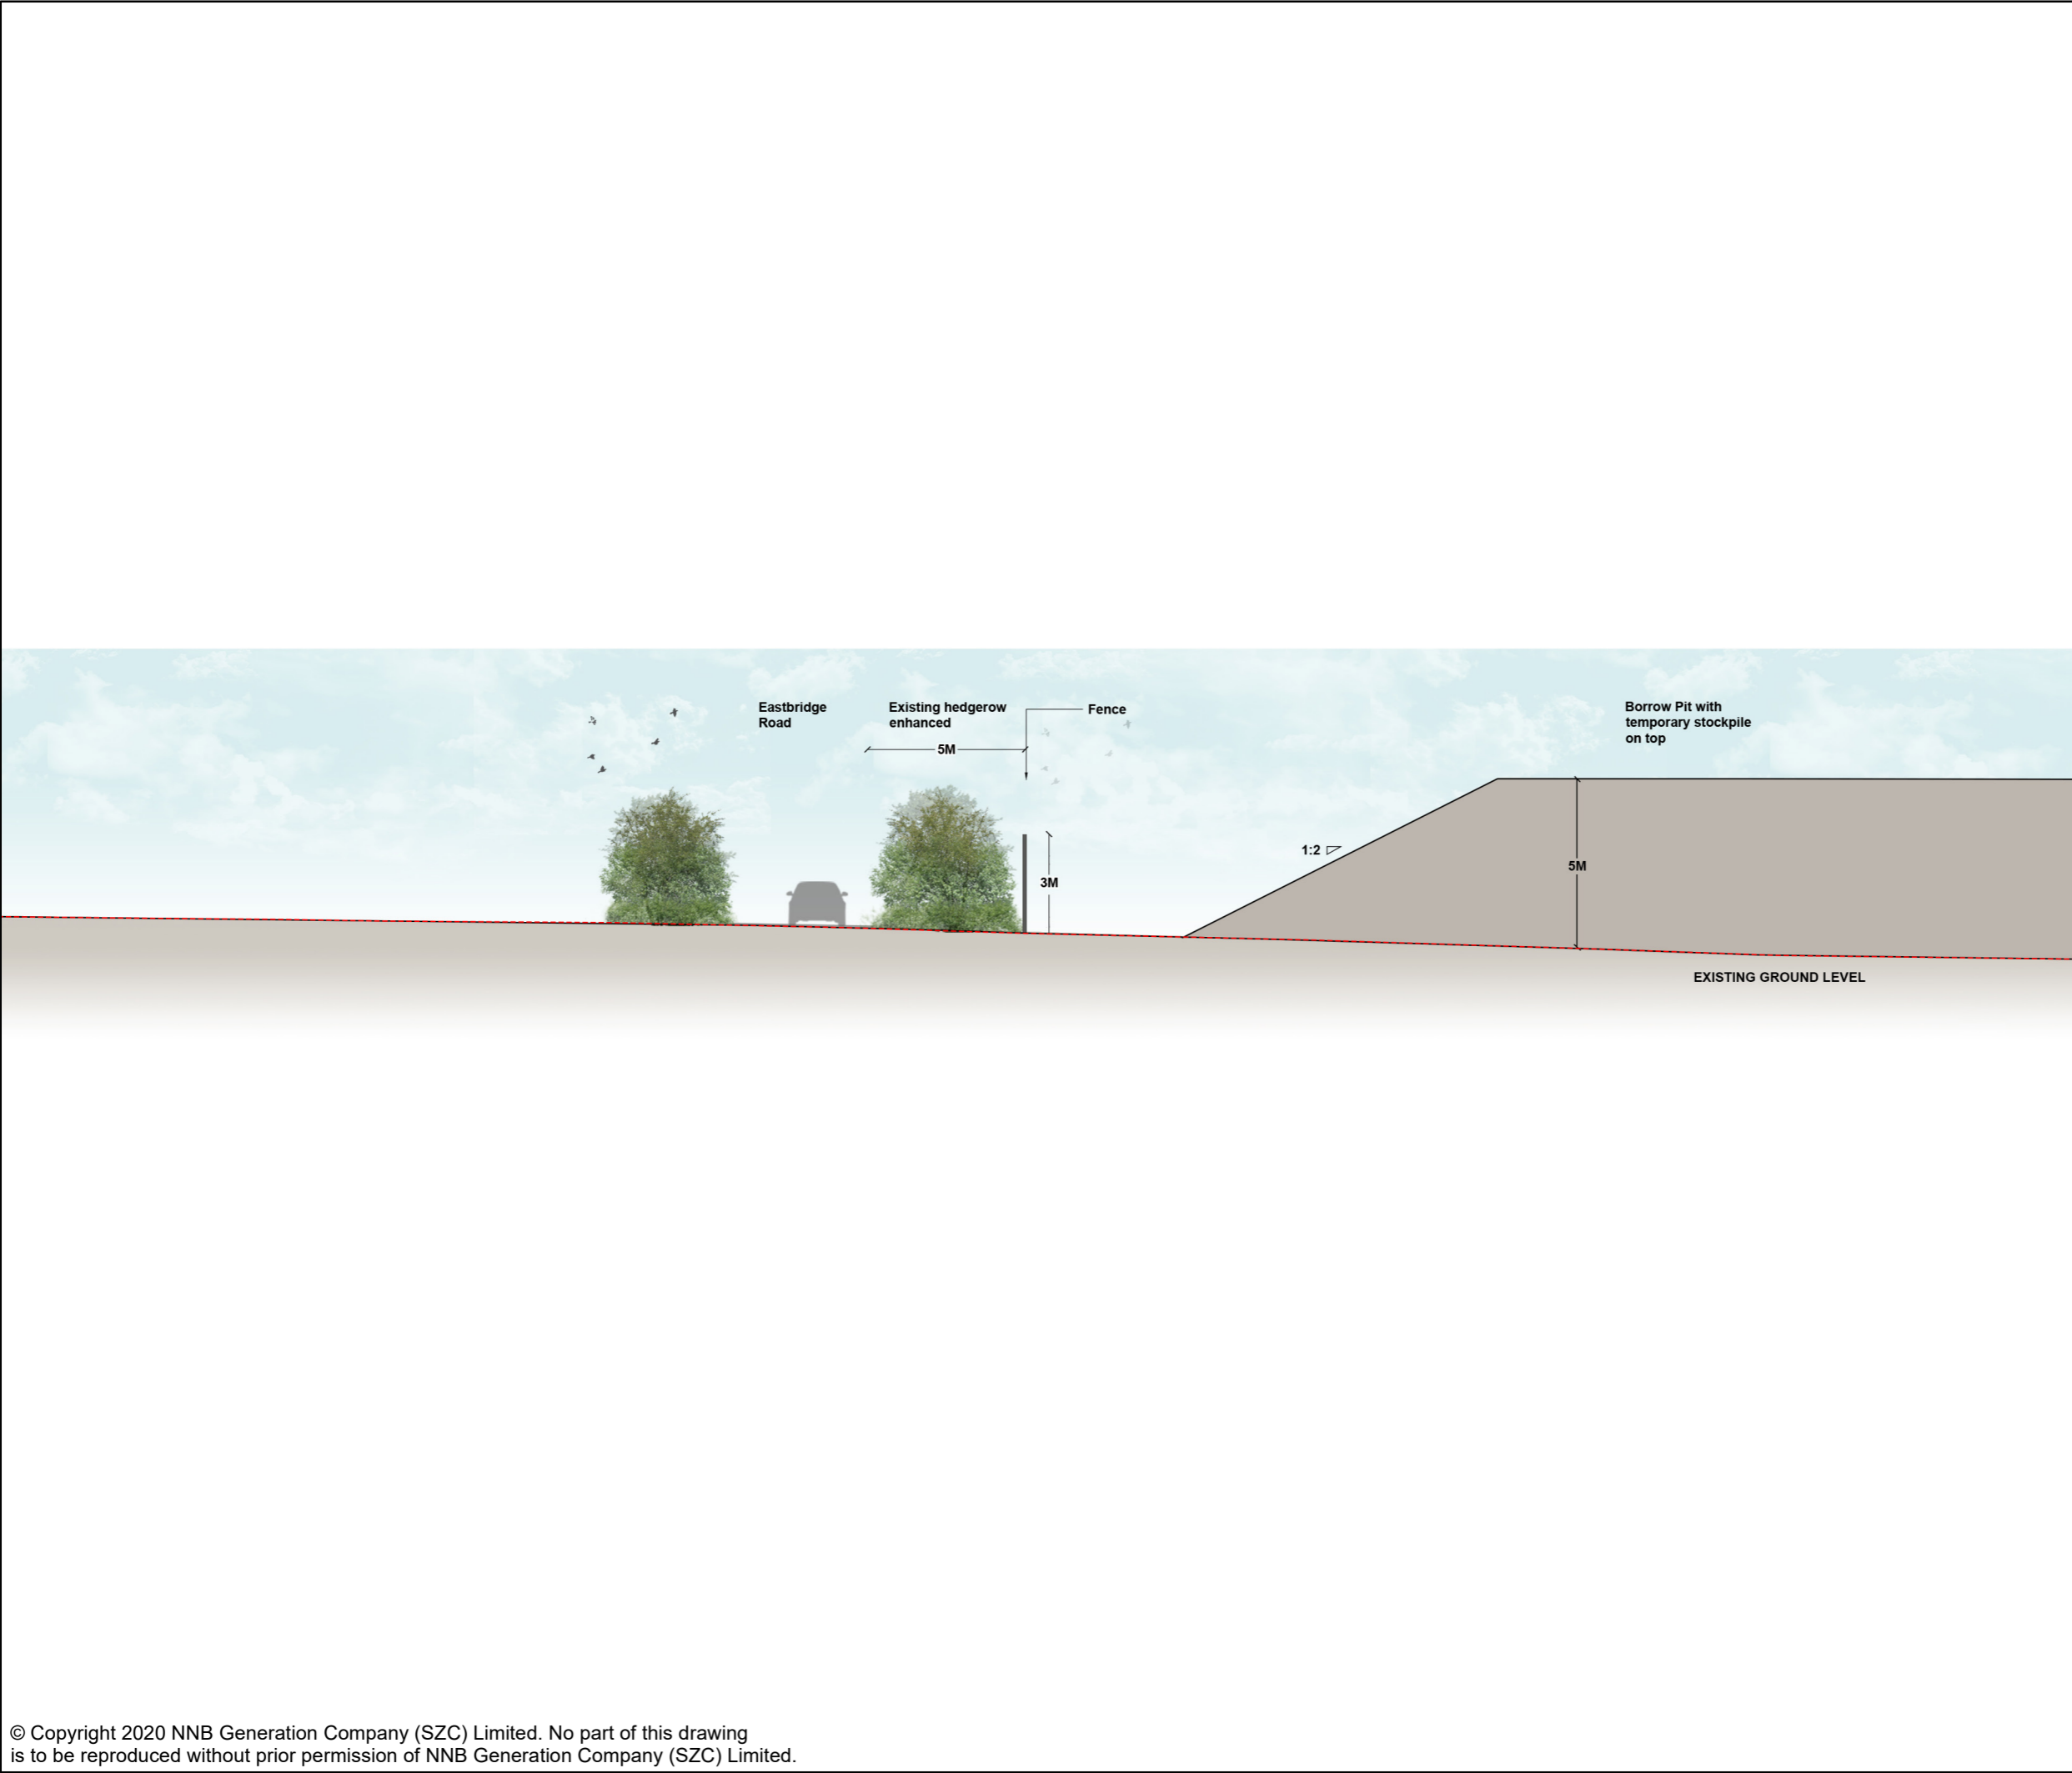 Eastbridge
Road
Existing hedgerow
enhanced
5M
Fence
Borrow Pit with
temporary stockpile
on top
1:2
3M
5M
EXISTING GROUND LEVEL
© Copyright 2020 NNB Generation Company (SZC) Limited. No part of this drawing
is to be reproduced without prior permission of NNB Generation Company (SZC) Limited.